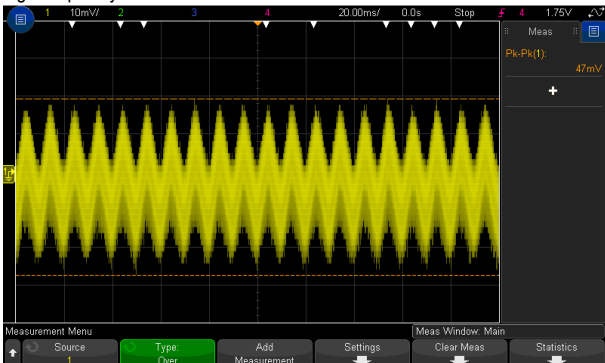 1 10mV/ 2 3 4 20.00ms/ 0.0s Stop 4 1.75V
Meas
Pk-Pk(1):
47mV
Measurement Menu
Meas Window: Main
Source
1
Type:
Over
Add
Measurement
Settings
Clear Meas
Statistics